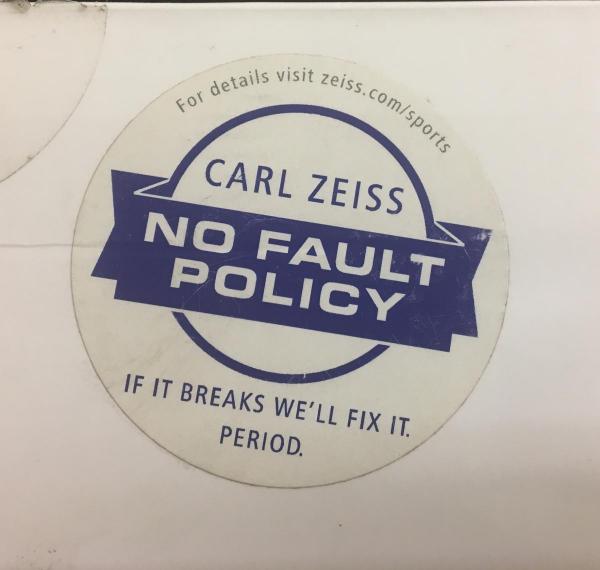 For details visit zeiss.com/sports
CARL ZEISS
NO FAULT
POLICY
IF IT BREAKS WE'LL FIX IT.
PERIOD.